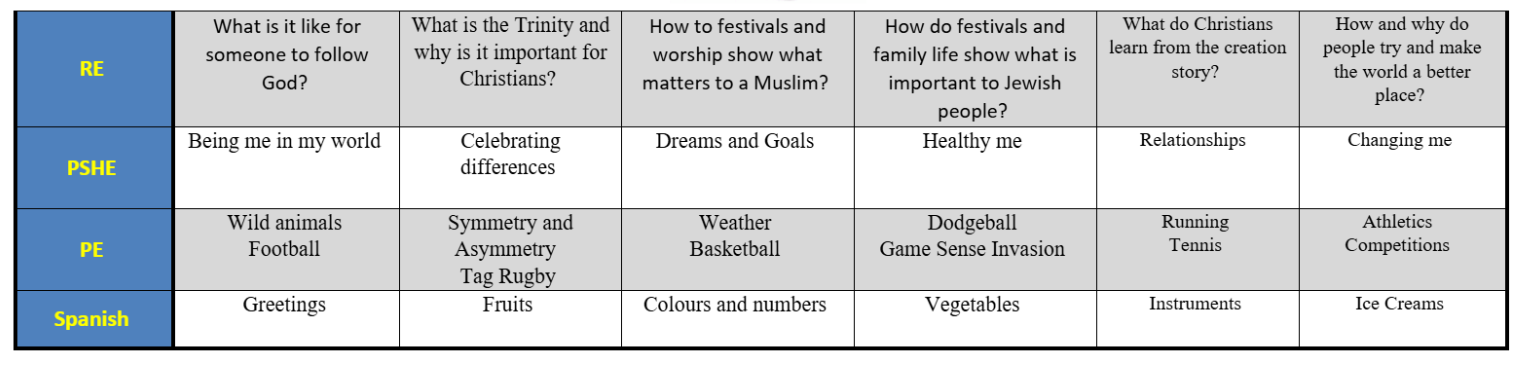 RE
What is it like for
someone to follow
God?
What is the Trinity and
why is it important for
Christians?
How to festivals and
worship show what
matters to a Muslim?
How do festivals and
family life show what is
important to Jewish
people?
What do Christians
learn from the creation
story?
How and why do
people try and make
the world a better
place?
PSHE
Being me in my world
Celebrating
differences
Dreams and Goals
Healthy me
Relationships
Changing me
PE
Wild animals
Football
Symmetry and
Asymmetry
Tag Rugby
Weather
Basketball
Dodgeball
Game Sense Invasion
Running
Tennis
Athletics
Competitions
Spanish
Greetings
Fruits
Colours and numbers
Vegetables
Instruments
Ice Creams